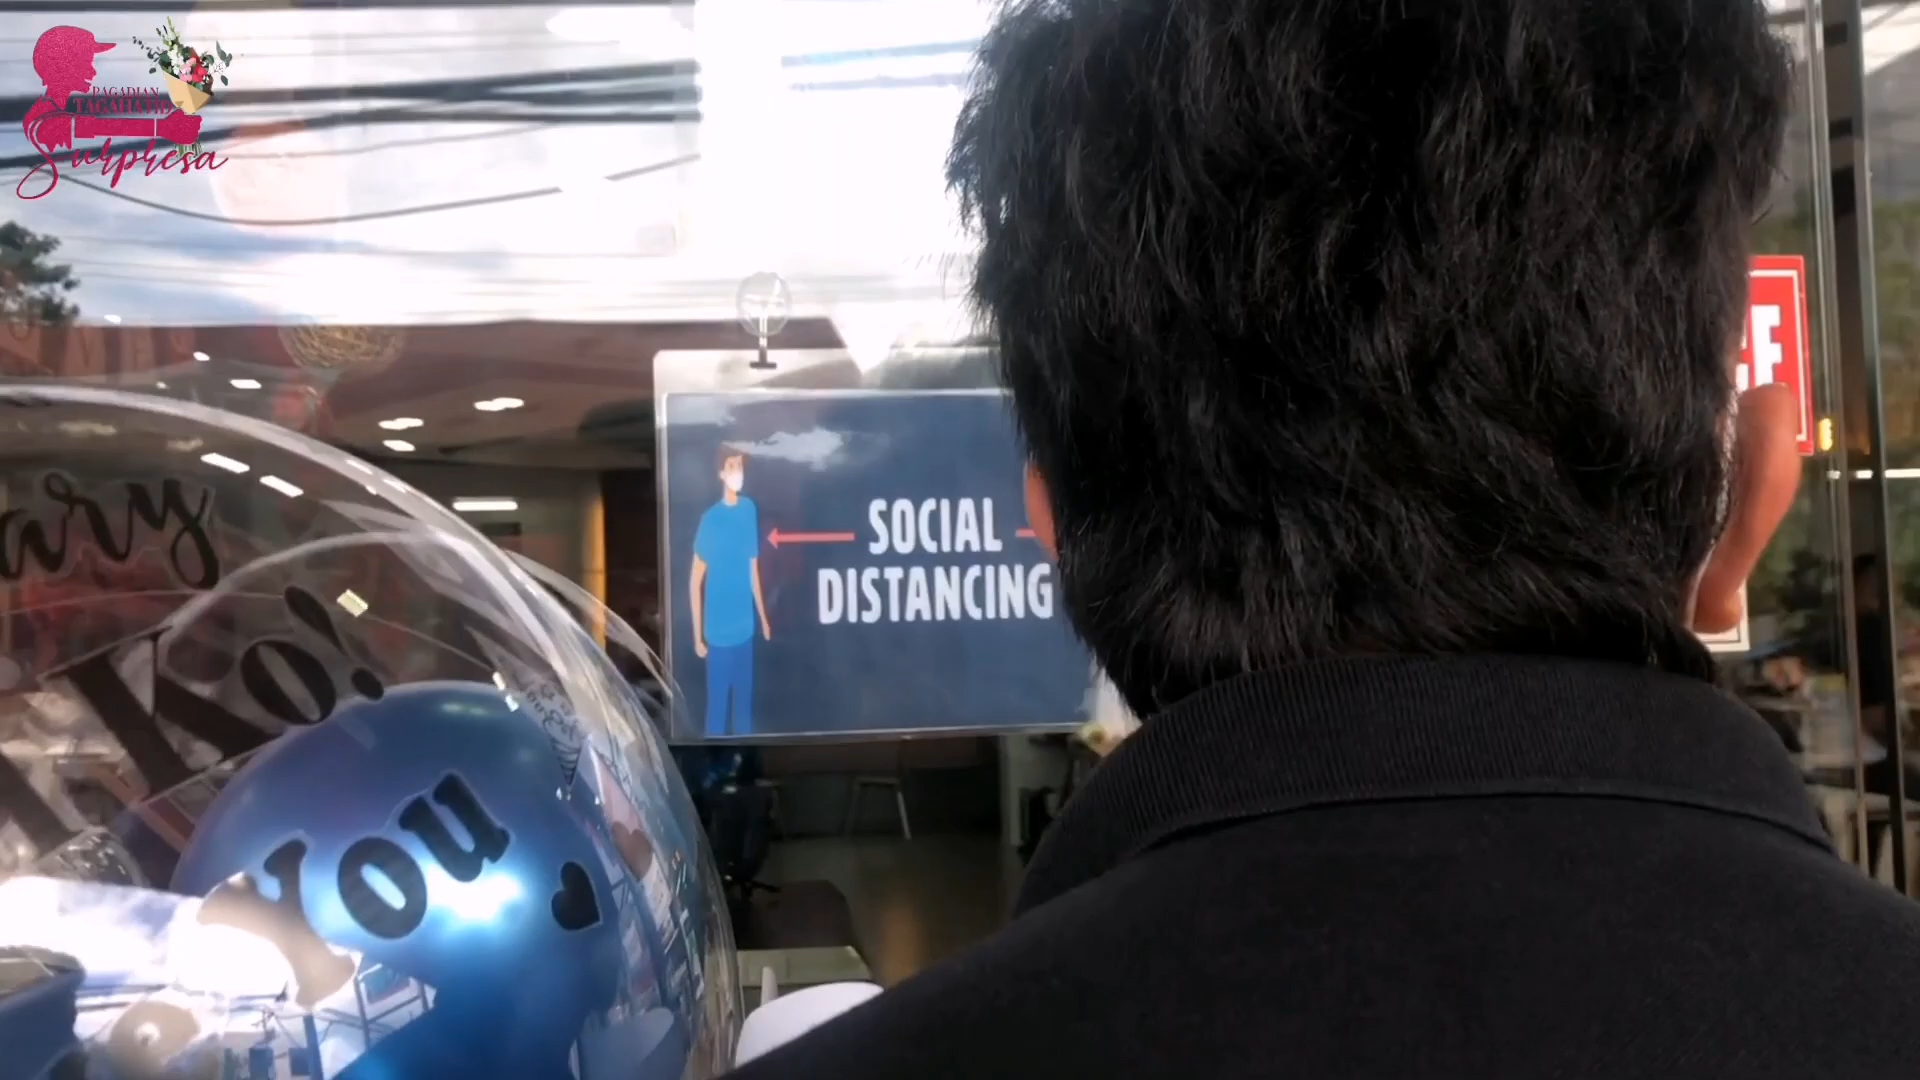 PAGADIAN
TAGAHATID
Surpresa
SOCIAL
DISTANCING
ary
Ko!
You